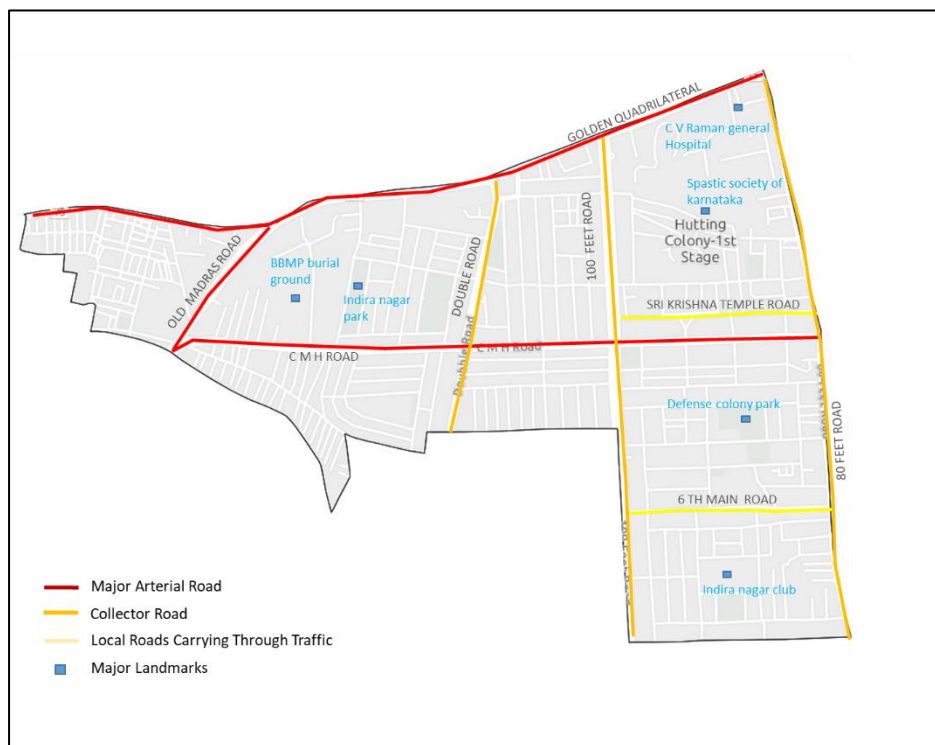 GOLDEN QUADRILATERAL
C V Raman general
Hospital
Spastic society of
karnataka
Hutting
Colony-1st
Stage
100 FEET ROAD
DOUBLE ROAD
OLD MADRAS ROAD
BBMP burial
ground
Indira nagar
park
SRI KRISHNA TEMPLE ROAD
C M H ROAD
C M H Road
Double Road
Defense colony park
80 FEET ROAD
6 TH MAIN ROAD
Indira nagar club
Major Arterial Road
Collector Road
Local Roads Carrying Through Traffic
Major Landmarks